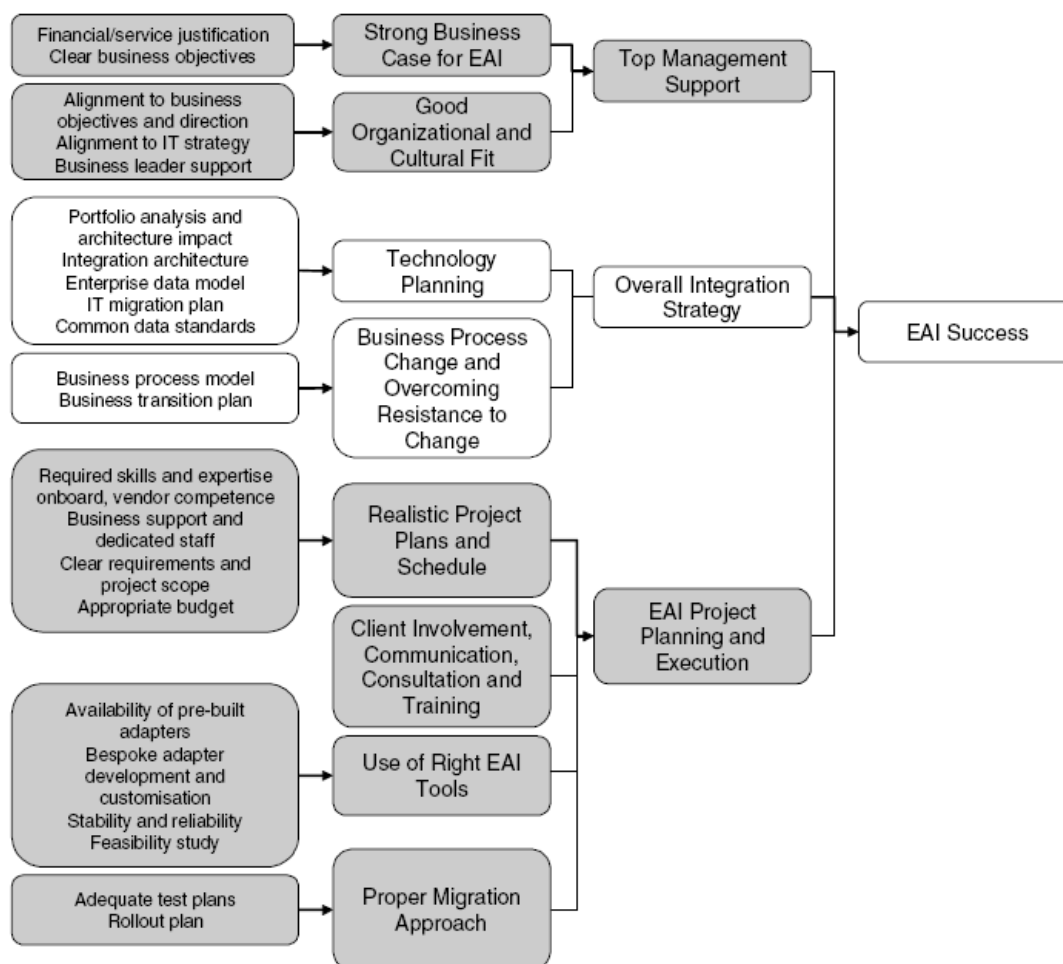 Financial/service justification
Clear business objectives
Strong Business
Case for EAI
Top Management
Support
Alignment to business
objectives and direction
Alignment to IT strategy
Business leader support
Good
Organizational and
Cultural Fit
Portfolio analysis and
architecture impact
Integration architecture
Enterprise data model
IT migration plan
Common data standards
Technology
Planning
Overall Integration
Strategy
EAI Success
Business process model
Business transition plan
Business Process
Change and
Overcoming
Resistance to
Change
Required skills and expertise
onboard, vendor competence
Business support and
dedicated staff
Clear requirements and
project scope
Appropriate budget
Realistic Project
Plans and
Schedule
Client Involvement,
Communication,
Consultation and
Training
EAI Project
Planning and
Execution
Availability of pre-built
adapters
Bespoke adapter
development and
customisation
Stability and reliability
Feasibility study
Use of Right EAI
Tools
Adequate test plans
Rollout plan
Proper Migration
Approach